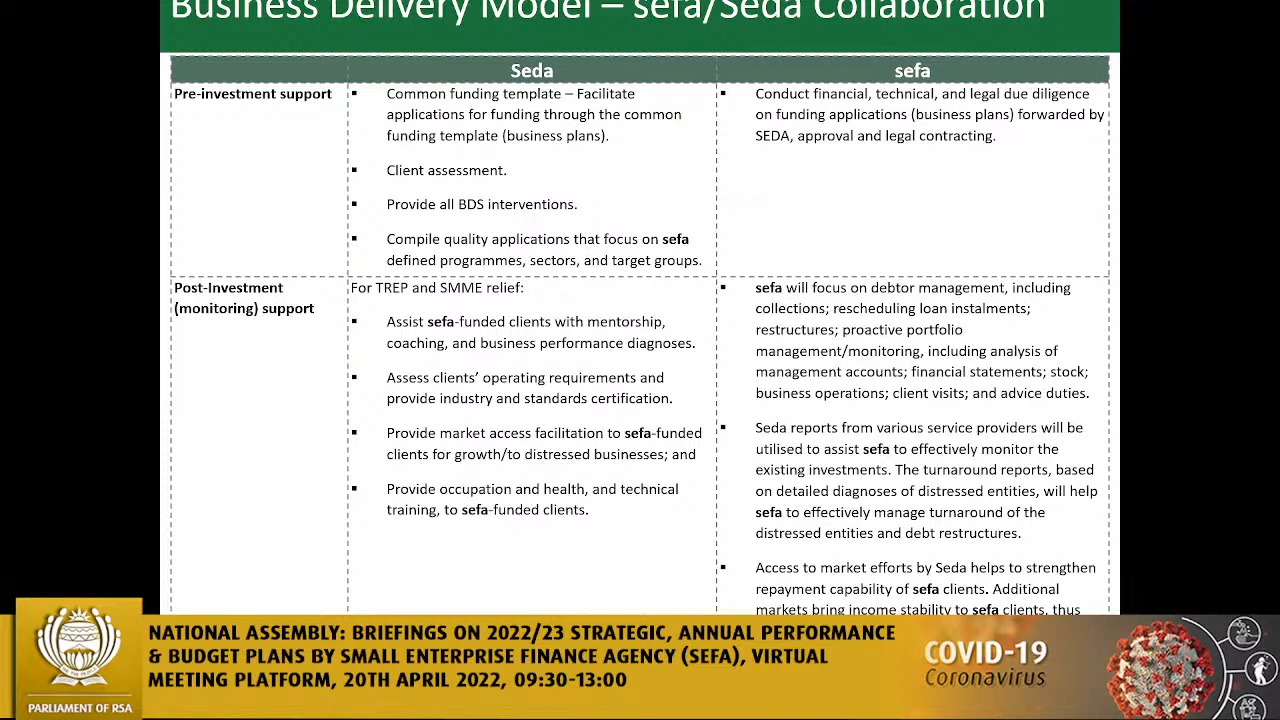 Business Delivery Model – sefa/Seda Collaboration
Seda
sefa
Pre-investment support
▪ Common funding template – Facilitate
applications for funding through the common
funding template (business plans).
▪ Client assessment.
▪ Provide all BDS interventions.
▪ Compile quality applications that focus on sefa
defined programmes, sectors, and target groups.
▪ Conduct financial, technical, and legal due diligence
on funding applications (business plans) forwarded by
SEDA, approval and legal contracting.
Post-Investment
(monitoring) support
For TREP and SMME relief:
▪ Assist sefa-funded clients with mentorship,
coaching, and business performance diagnoses.
▪ Assess clients’ operating requirements and
provide industry and standards certification.
▪ Provide market access facilitation to sefa-funded
clients for growth/to distressed businesses; and
▪ Provide occupation and health, and technical
training, to sefa-funded clients.
▪ sefa will focus on debtor management, including
collections; rescheduling loan instalments;
restructures; proactive portfolio
management/monitoring, including analysis of
management accounts; financial statements; stock;
business operations; client visits; and advice duties.
▪ Seda reports from various service providers will be
utilised to assist sefa to effectively monitor the
existing investments. The turnaround reports, based
on detailed diagnoses of distressed entities, will help
sefa to effectively manage turnaround of the
distressed entities and debt restructures.
▪ Access to market efforts by Seda helps to strengthen
repayment capability of sefa clients. Additional
markets bring income stability to sefa clients, thus
NATIONAL ASSEMBLY: BRIEFINGS ON 2022/23 STRATEGIC, ANNUAL PERFORMANCE
& BUDGET PLANS BY SMALL ENTERPRISE FINANCE AGENCY (SEFA), VIRTUAL
MEETING PLATFORM, 20TH APRIL 2022, 09:30-13:00
PARLIAMENT OF RSA
COVID-19
Coronavirus